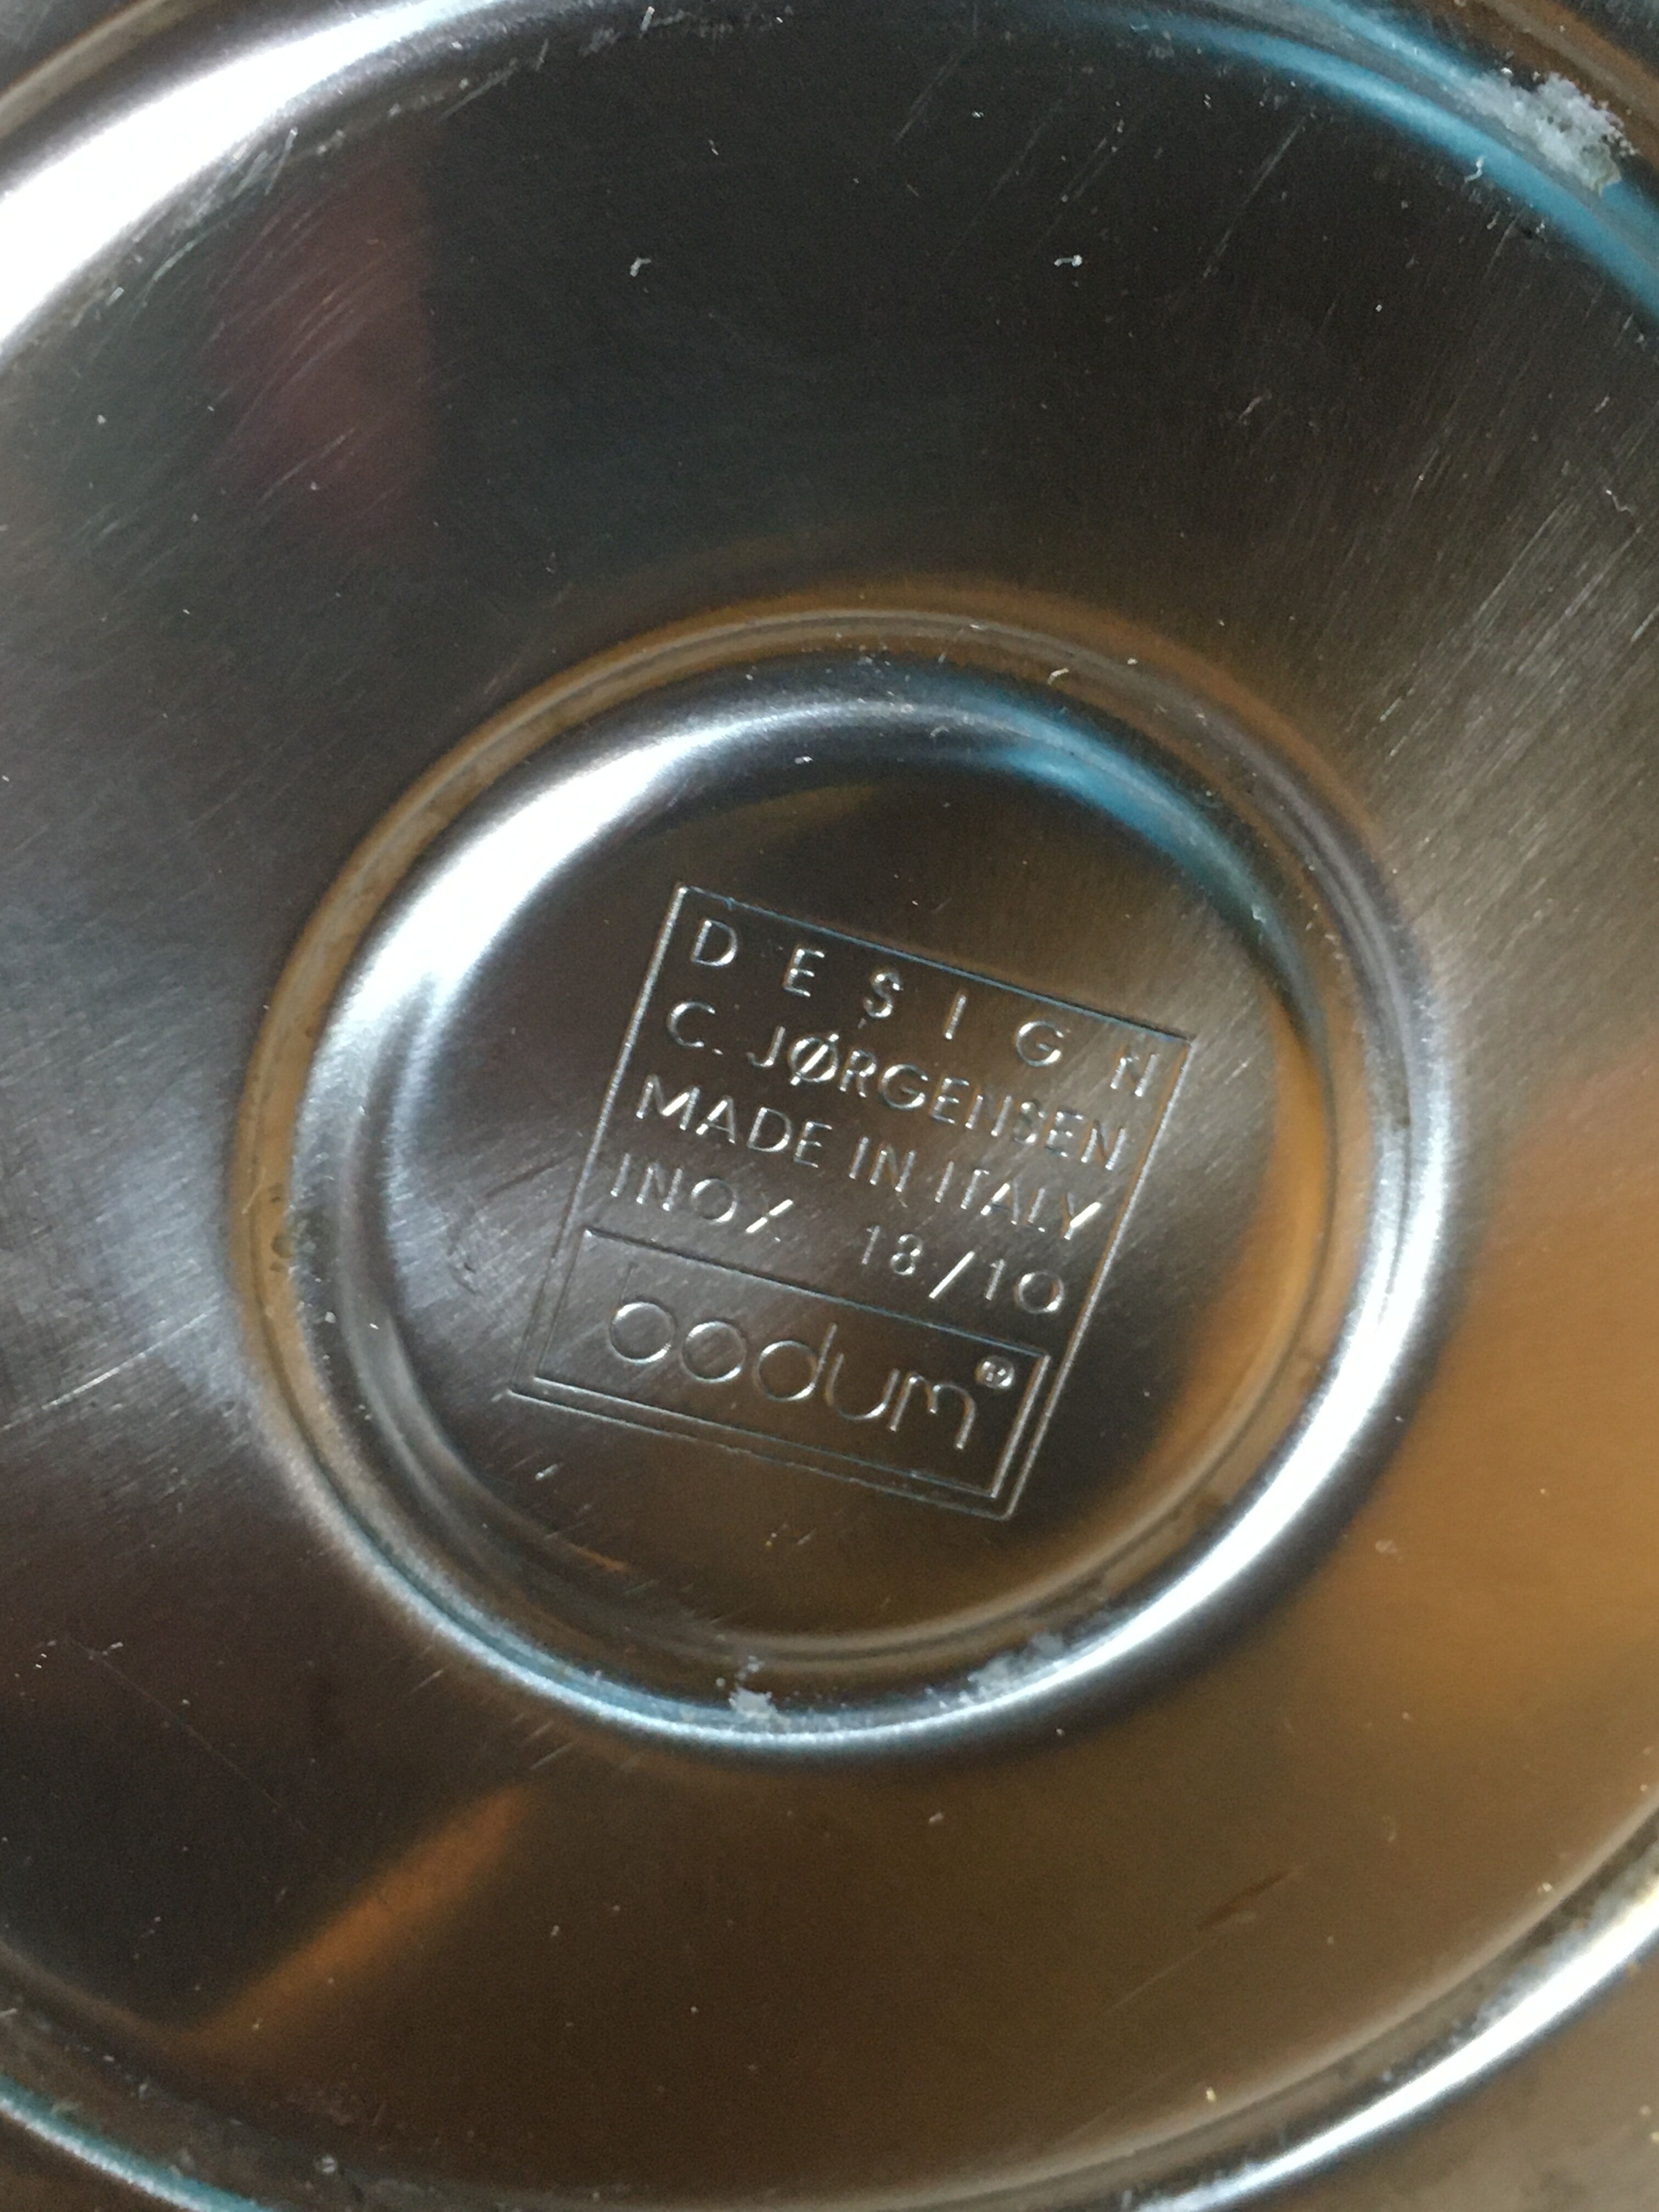 DESIGN
C. JØRGENSEN
MADE IN ITALY
INOX 18/10
bodum®